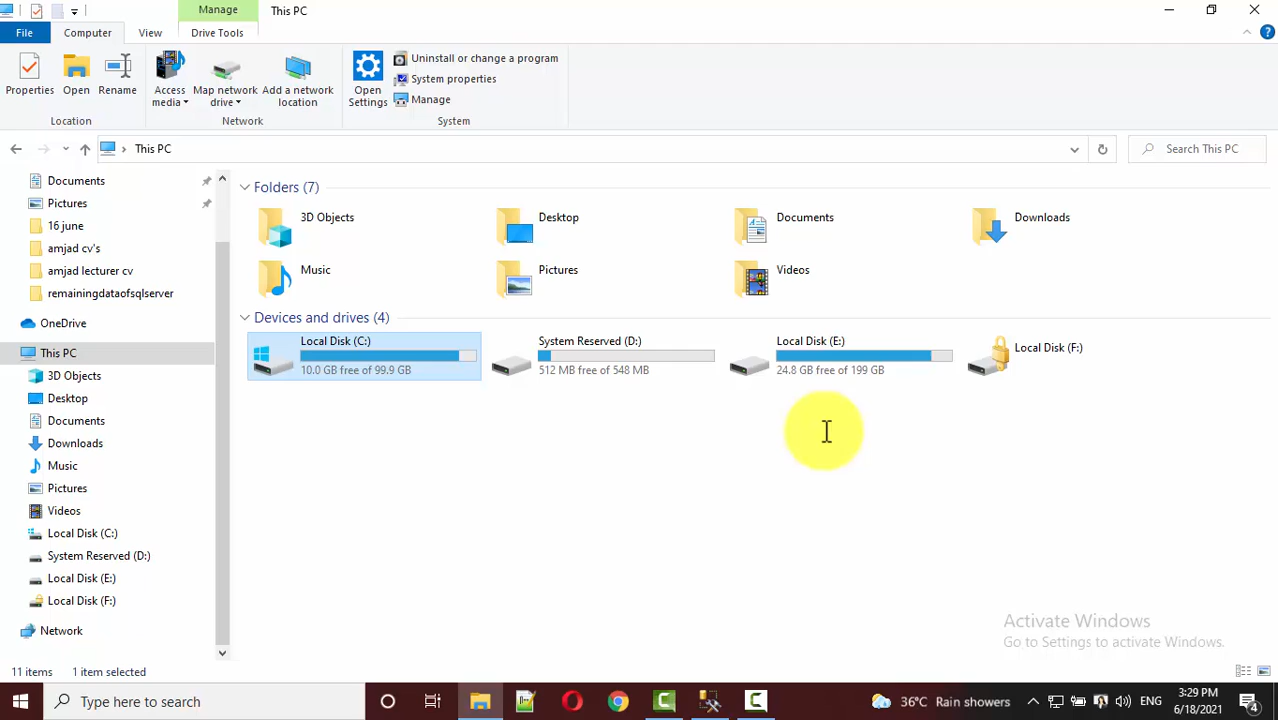 Manage
This PC
File
Computer
View
Drive Tools
Properties
Open
Rename
Access media
Map network drive
Add a network location
Open Settings
Uninstall or change a program
System properties
Manage
Location
Network
System
This PC
Search This PC
Documents
Pictures
16 june
amjad cv's
amjad lecturer cv
remainingdataofsqlserver
OneDrive
This PC
3D Objects
Desktop
Documents
Downloads
Music
Pictures
Videos
Local Disk (C:)
System Reserved (D:)
Local Disk (E:)
Local Disk (F:)
Network
Folders (7)
3D Objects
Desktop
Documents
Downloads
Music
Pictures
Videos
Devices and drives (4)
Local Disk (C:)
10.0 GB free of 99.9 GB
System Reserved (D:)
512 MB free of 548 MB
Local Disk (E:)
24.8 GB free of 199 GB
Local Disk (F:)
Activate Windows
Go to Settings to activate Windows.
11 items
1 item selected
Type here to search
36°C Rain showers
ENG
3:29 PM
6/18/2021
4